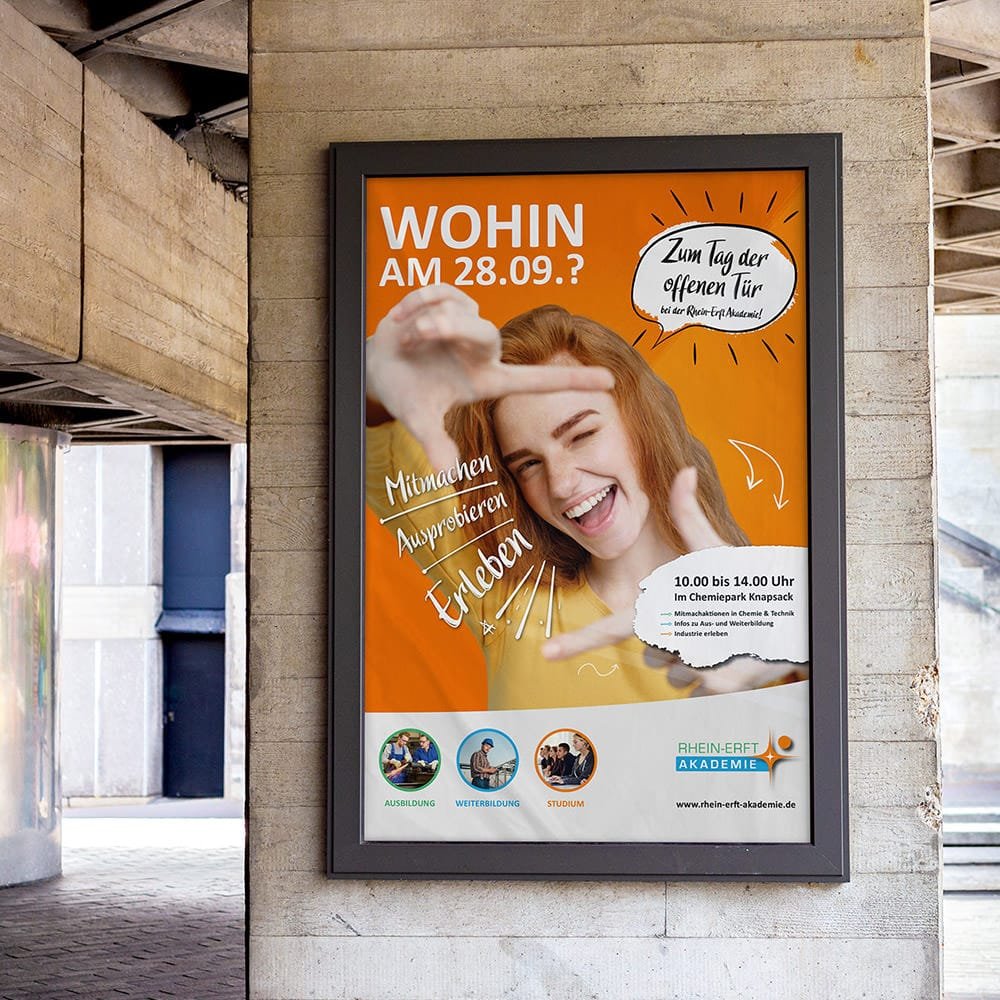 WOHIN
AM 28.09.?
Zum Tag der
offenen Tür
bei der Rhein-Erft Akademie!
Mitmachen
Ausprobieren
Erleben
10.00 bis 14.00 Uhr
Im Chemiepark Knapsack
Mitmachaktionen in Chemie & Technik
Infos zu Aus- und Weiterbildung
Industrie erleben
AUSBILDUNG
WEITERBILDUNG
STUDIUM
RHEIN-ERFT
AKADEMIE
www.rhein-erft-akademie.de